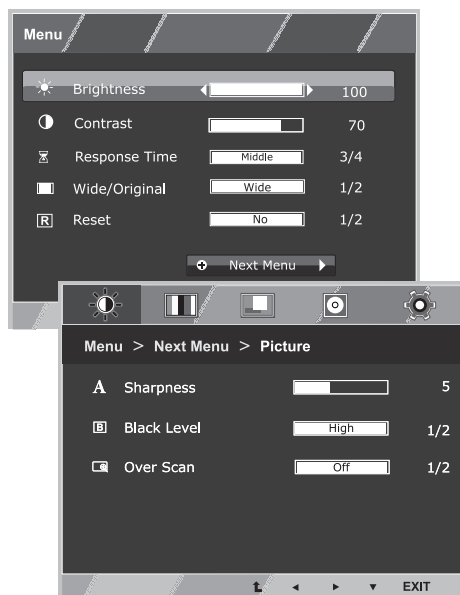 Menu
Brightness 100
Contrast 70
Response Time Middle 3/4
Wide/Original Wide 1/2
R Reset No 1/2
Next Menu
Menu > Next Menu > Picture
A Sharpness 5
B Black Level High 1/2
Over Scan Off 1/2
EXIT